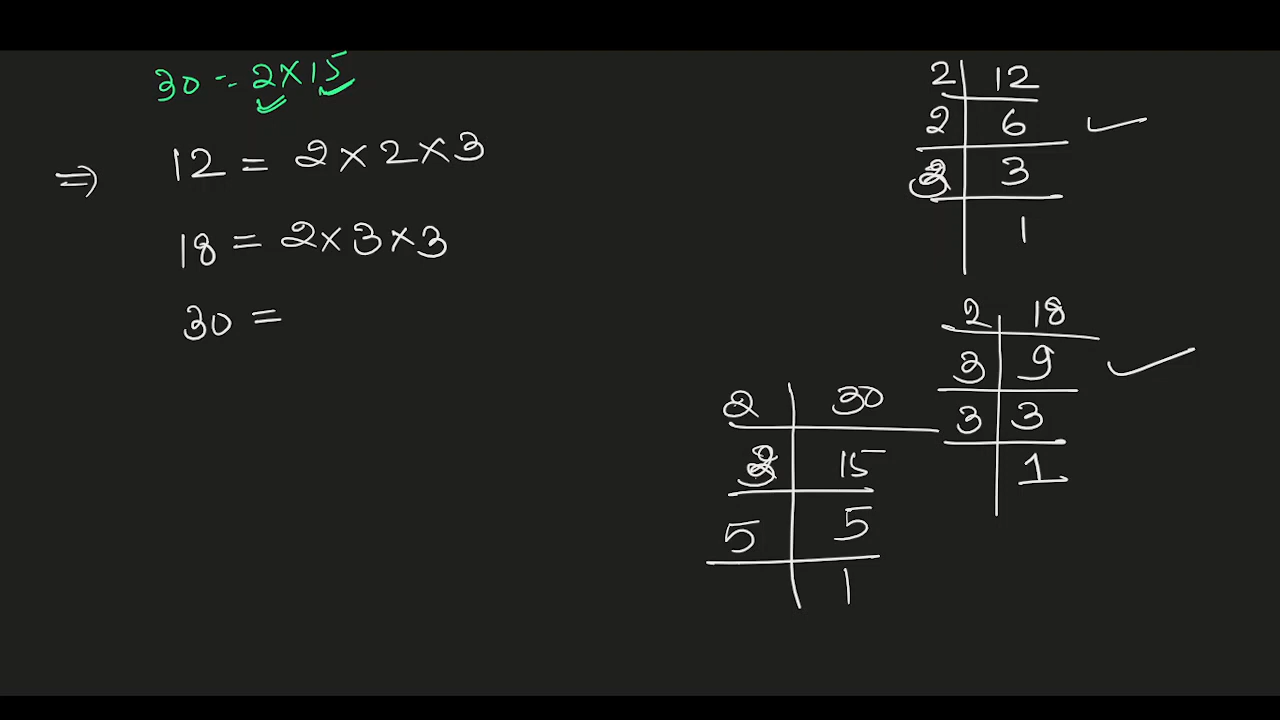 30 = 2×15
⇒ 12 = 2×2×3
18 = 2×3×3
30 =
2 | 12
2 | 6 ✓
3 | 3
1
2 | 18
3 | 9 ✓
3 | 3
1
2 | 30
3 | 15
5 | 5
1